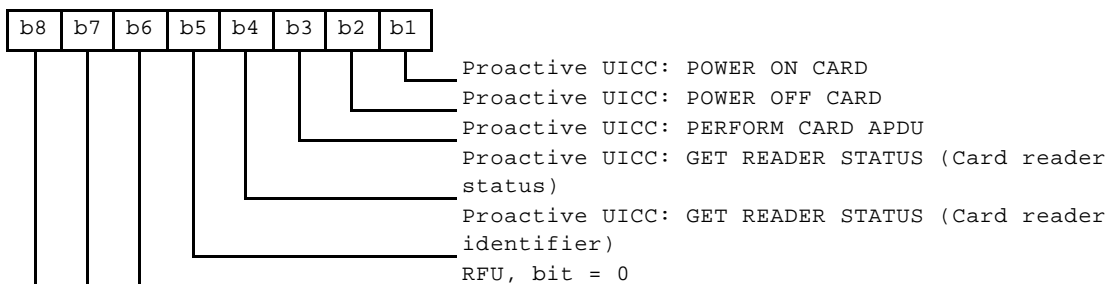 b8 b7 b6 b5 b4 b3 b2 b1
Proactive UICC: POWER ON CARD
Proactive UICC: POWER OFF CARD
Proactive UICC: PERFORM CARD APDU
Proactive UICC: GET READER STATUS (Card reader
status)
Proactive UICC: GET READER STATUS (Card reader
identifier)
RFU, bit = 0